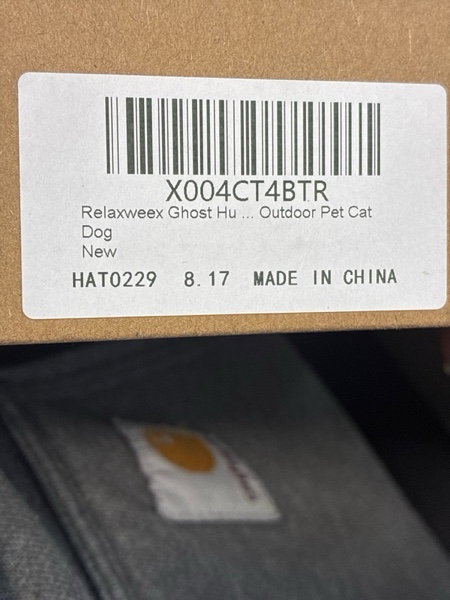 X004CT4BTR
Relaxweex Ghost Hu ... Outdoor Pet Cat
Dog
New
HAT0229 8.17 MADE IN CHINA